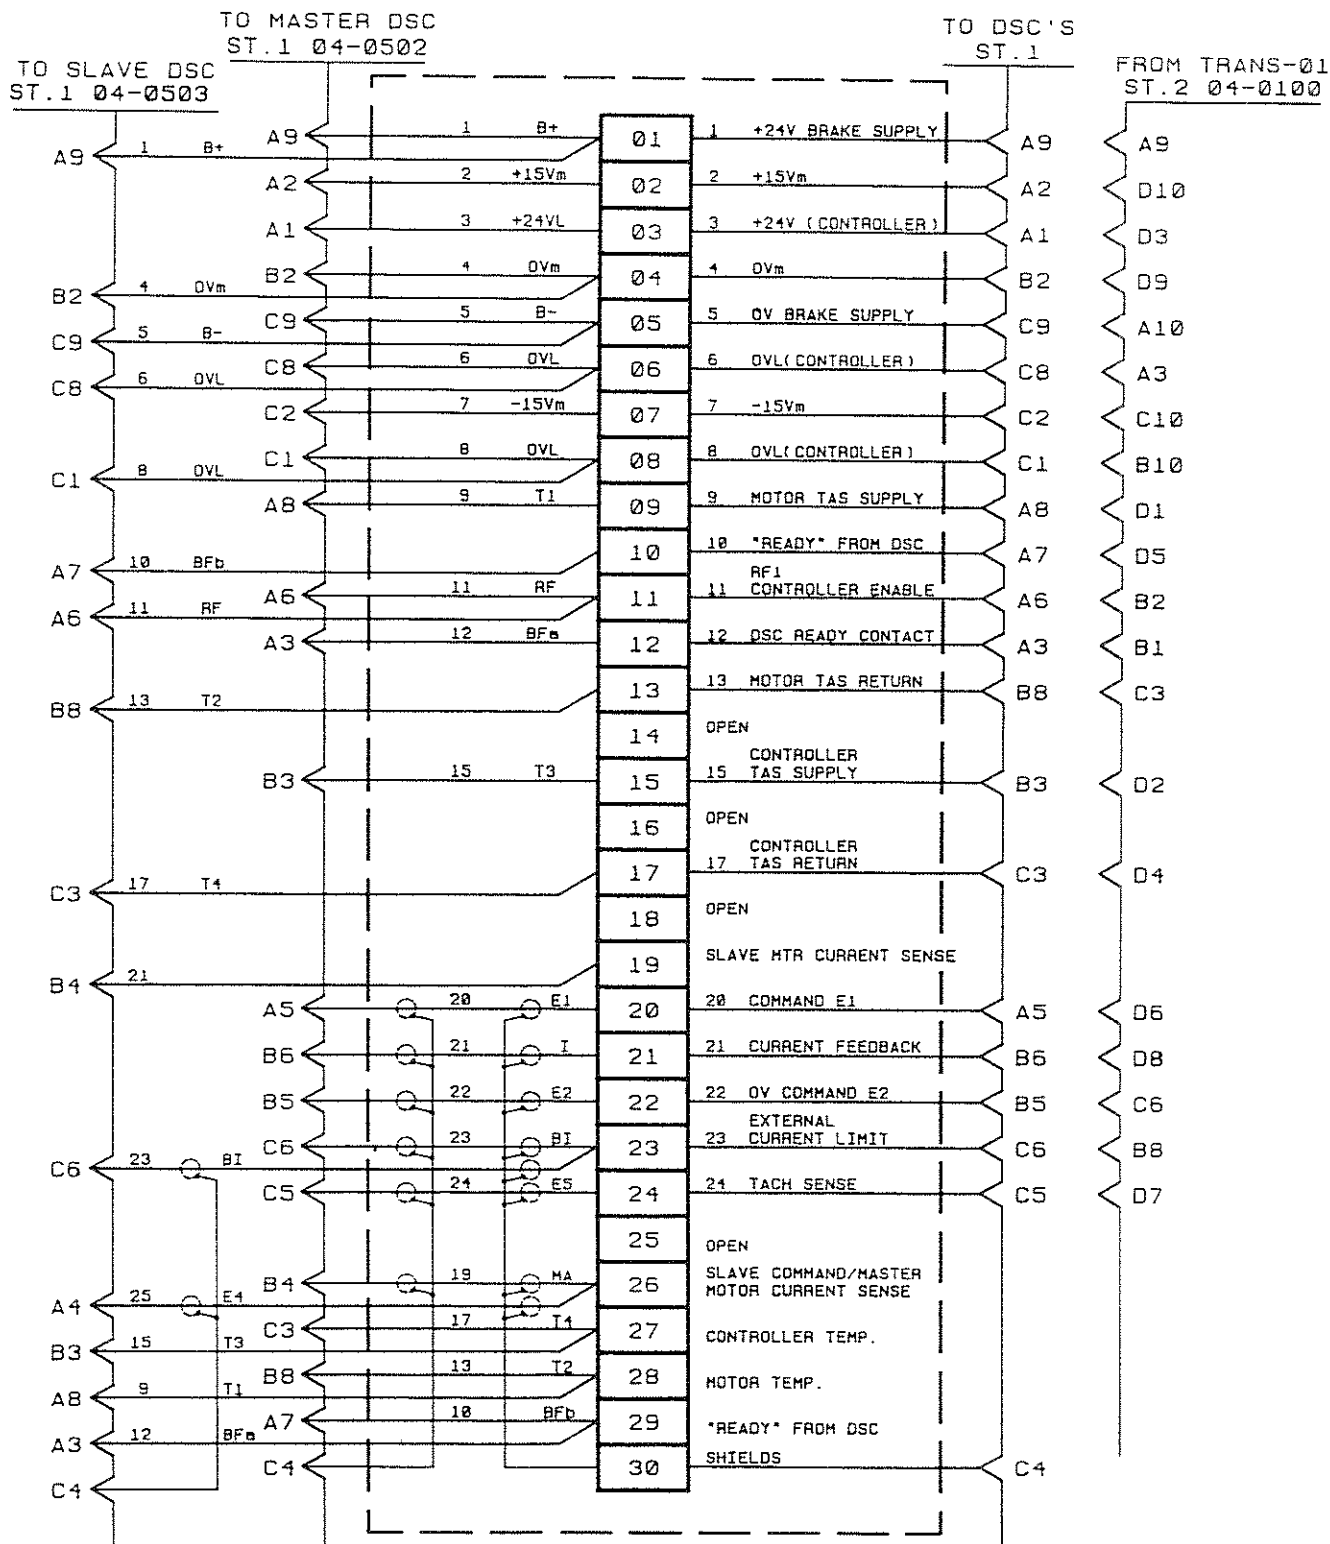 TO MASTER DSC
ST.1 04-0502
TO DSC'S
ST.1
TO SLAVE DSC
ST.1 04-0503
FROM TRANS-01
ST.2 04-0100
A9 1 B+ 01 1 +24V BRAKE SUPPLY A9 A9
A9 1 B+
A2 2 +15Vm 02 2 +15Vm A2 D10
A1 3 +24VL 03 3 +24V (CONTROLLER) A1 D3
B2 4 0Vm 04 4 0Vm B2 D9
B2 4 0Vm
C9 5 B- 05 5 0V BRAKE SUPPLY C9 A10
C9 5 B-
C8 6 0VL 06 6 0VL(CONTROLLER) C8 A3
C8 6 0VL
C2 7 -15Vm 07 7 -15Vm C2 C10
C1 8 0VL 08 8 0VL(CONTROLLER) C1 B10
C1 8 0VL
A8 9 T1 09 9 MOTOR TAS SUPPLY A8 D1
10 10 "READY" FROM DSC A7 D5
A7 10 BFb
RF1
A6 11 RF 11 11 CONTROLLER ENABLE A6 B2
A6 11 RF
A3 12 BFa 12 12 DSC READY CONTACT A3 B1
13 13 MOTOR TAS RETURN B8 C3
B8 13 T2
14 OPEN
CONTROLLER
B3 15 T3 15 15 TAS SUPPLY B3 D2
16 OPEN
CONTROLLER
17 17 TAS RETURN C3 D4
C3 17 T4
18 OPEN
19 SLAVE MTR CURRENT SENSE
B4 21
A5 20 E1 20 20 COMMAND E1 A5 D6
B6 21 I 21 21 CURRENT FEEDBACK B6 D8
B5 22 E2 22 22 0V COMMAND E2 B5 C6
EXTERNAL
C6 23 BI 23 23 CURRENT LIMIT C6 B8
C6 23 BI
C5 24 E5 24 24 TACH SENSE C5 D7
25 OPEN
B4 19 MA 26 SLAVE COMMAND/MASTER
MOTOR CURRENT SENSE
A4 25 E4
C3 17 T4 27 CONTROLLER TEMP.
B3 15 T3
B8 13 T2 28 MOTOR TEMP.
A8 9 T1
A7 10 BFb 29 "READY" FROM DSC
A3 12 BFa
C4 30 SHIELDS C4
C4